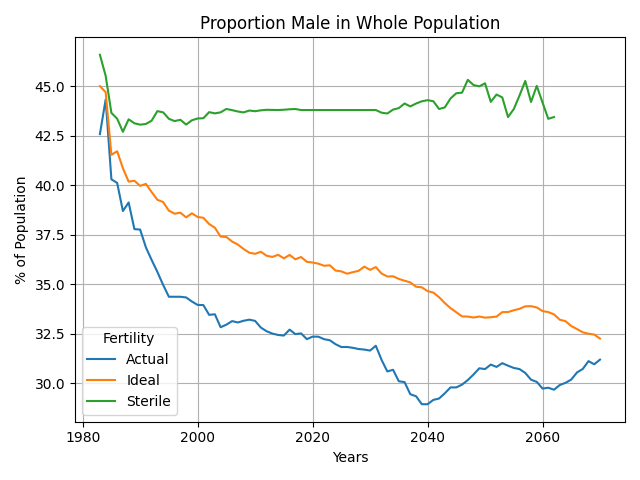 Proportion Male in Whole Population
% of Population
45.0
42.5
40.0
37.5
35.0
32.5
30.0
Fertility
Actual
Ideal
Sterile
1980
2000
2020
2040
2060
Years